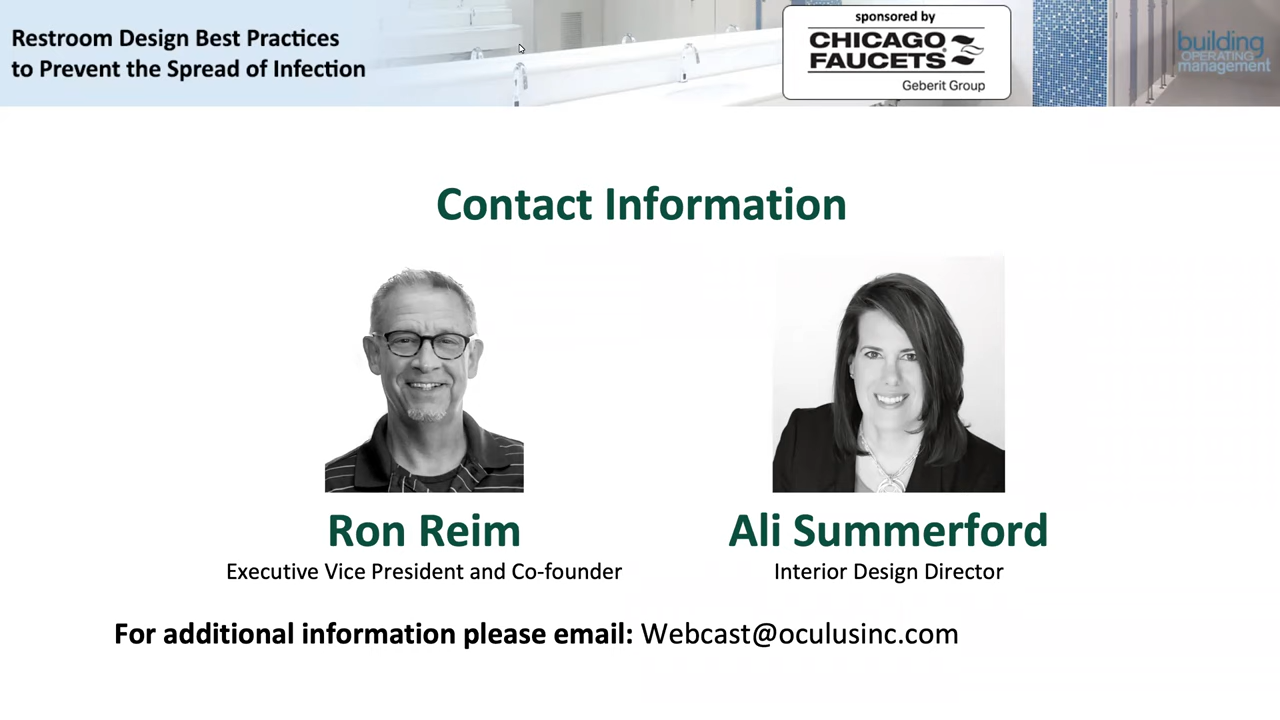 Restroom Design Best Practices
to Prevent the Spread of Infection
sponsored by
CHICAGO
FAUCETS
Geberit Group
building
OPERATING
management
Contact Information
Ron Reim
Executive Vice President and Co-founder
Ali Summerford
Interior Design Director
For additional information please email: Webcast@oculusinc.com